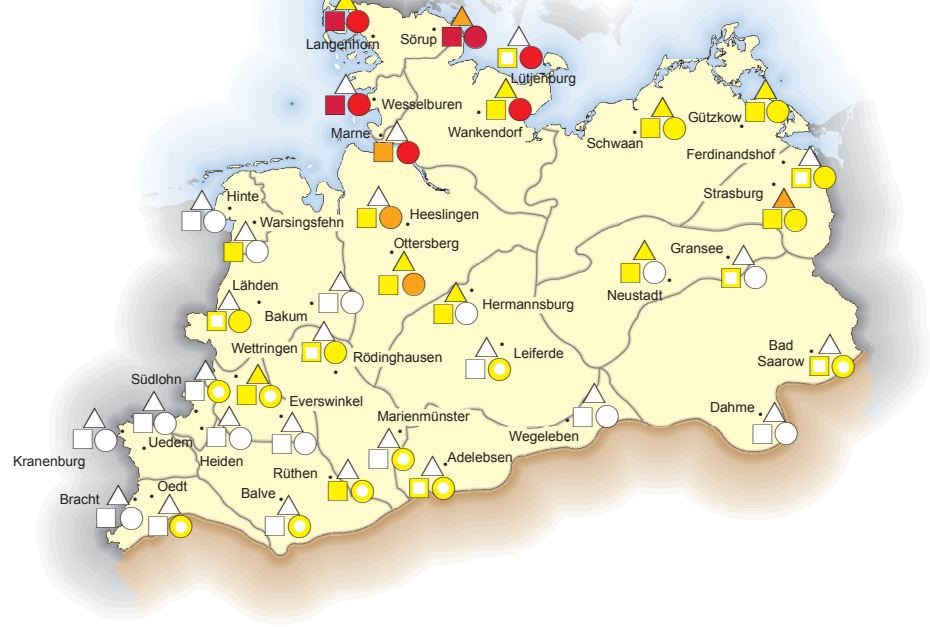 Langenhorn
Sörup
Lütjenburg
Wesselburen
Wankendorf
Marne
Schwaan
Gützkow
Ferdinandshof
Strasburg
Hinte
Warsingsfehn
Heeslingen
Ottersberg
Gransee
Neustadt
Lähden
Bakum
Hermannsburg
Wettringen
Rödinghausen
Leiferde
Bad
Saarow
Südlohn
Everswinkel
Marienmünster
Dahme
Wegeleben
Uedem
Kranenburg
Heiden
Adelebsen
Rüthen
Oedt
Bracht
Balve